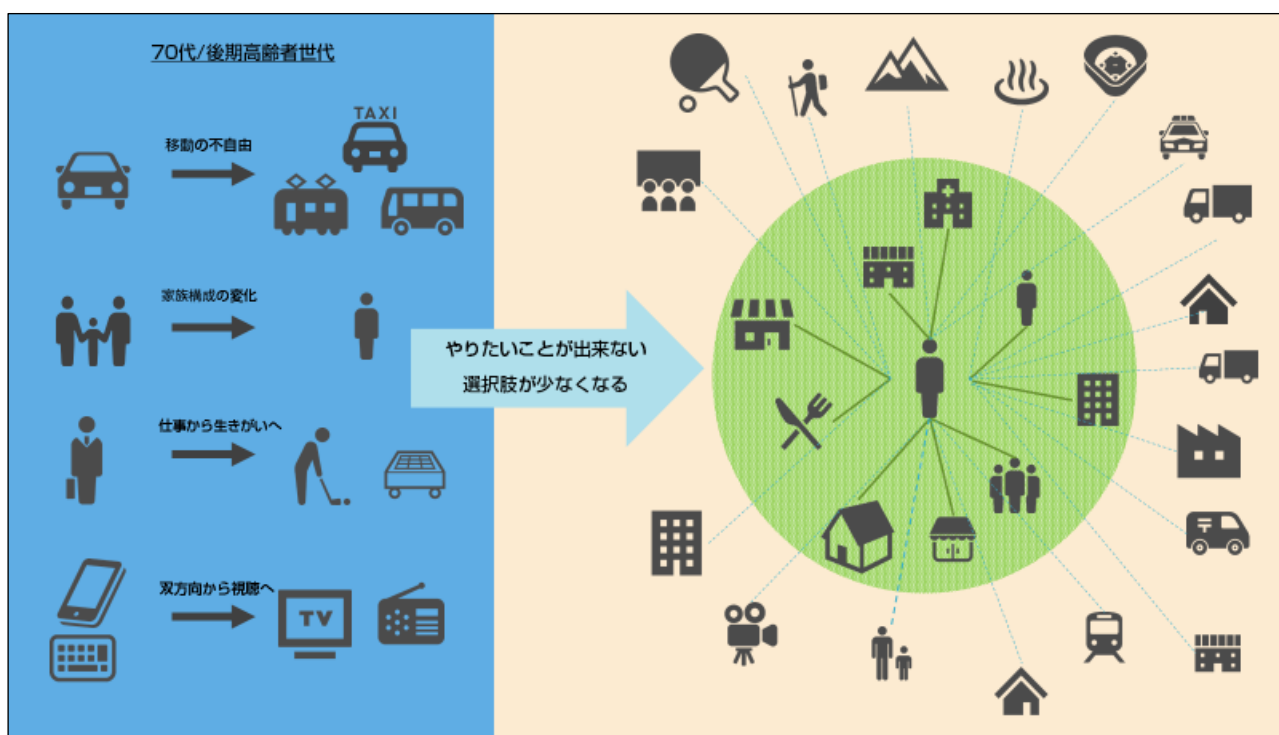 70代/後期高齢者世代
移動の不自由
TAXI
家族構成の変化
やりたいことが出来ない
選択肢が少なくなる
仕事から生きがいへ
双方向から視聴へ
TV
〒